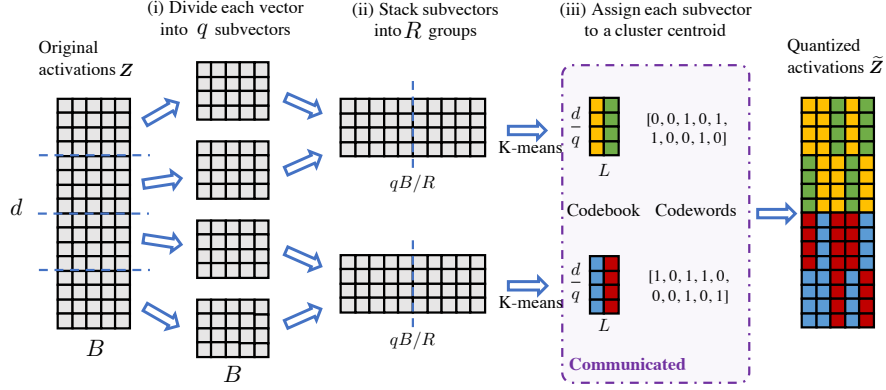 (i) Divide each vector
into q subvectors
(ii) Stack subvectors
into R groups
(iii) Assign each subvector
to a cluster centroid
Original
activations z
Quantized
activations z̃
d
B
B
qB/R
qB/R
K-means
K-means
d/q
L
[0, 0, 1, 0, 1,
1, 0, 0, 1, 0]
Codebook
Codewords
d/q
L
[1, 0, 1, 1, 0,
0, 0, 1, 0, 1]
Communicated